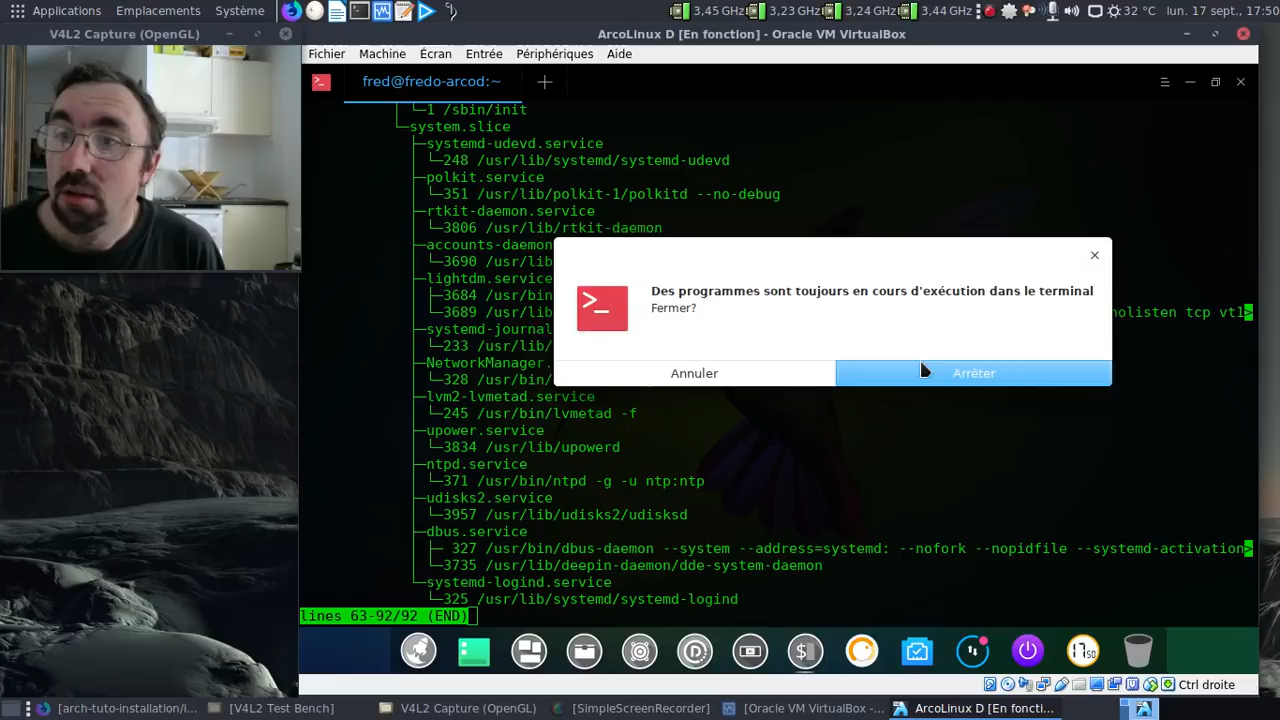 Applications Emplacements Système
3,45 GHz 3,23 GHz 3,24 GHz 3,44 GHz 32 °C lun. 17 sept., 17:50
V4L2 Capture (OpenGL)
ArcoLinux D [En fonction] - Oracle VM VirtualBox
Fichier Machine Écran Entrée Périphériques Aide
fred@fredo-arcod:~
└─1 /sbin/init
└─system.slice
├─systemd-udevd.service
│ └─248 /usr/lib/systemd/systemd-udevd
├─polkit.service
│ └─351 /usr/lib/polkit-1/polkitd --no-debug
├─rtkit-daemon.service
│ └─3806 /usr/lib/rtkit-daemon
├─accounts-daemon
│ └─3690 /usr/lib
├─lightdm.service
│ ├─3684 /usr/bin
│ └─3689 /usr/lib nolisten tcp vt1>
├─systemd-journal
│ └─233 /usr/lib
├─NetworkManager.
│ └─328 /usr/bin
├─lvm2-lvmetad.service
│ └─245 /usr/bin/lvmetad -f
├─upower.service
│ └─3834 /usr/lib/upowerd
├─ntpd.service
│ └─371 /usr/bin/ntpd -g -u ntp:ntp
├─udisks2.service
│ └─3957 /usr/lib/udisks2/udisksd
├─dbus.service
│ ├─ 327 /usr/bin/dbus-daemon --system --address=systemd: --nofork --nopidfile --systemd-activation>
│ └─3735 /usr/lib/deepin-daemon/dde-system-daemon
└─systemd-logind.service
└─325 /usr/lib/systemd/systemd-logind
lines 63-92/92 (END)
Des programmes sont toujours en cours d'exécution dans le terminal
Fermer?
Annuler Arrêter
17 50
Ctrl droite
[arch-tuto-installation/i... [V4L2 Test Bench] V4L2 Capture (OpenGL) [SimpleScreenRecorder] [Oracle VM VirtualBox -... ArcoLinux D [En foncti...